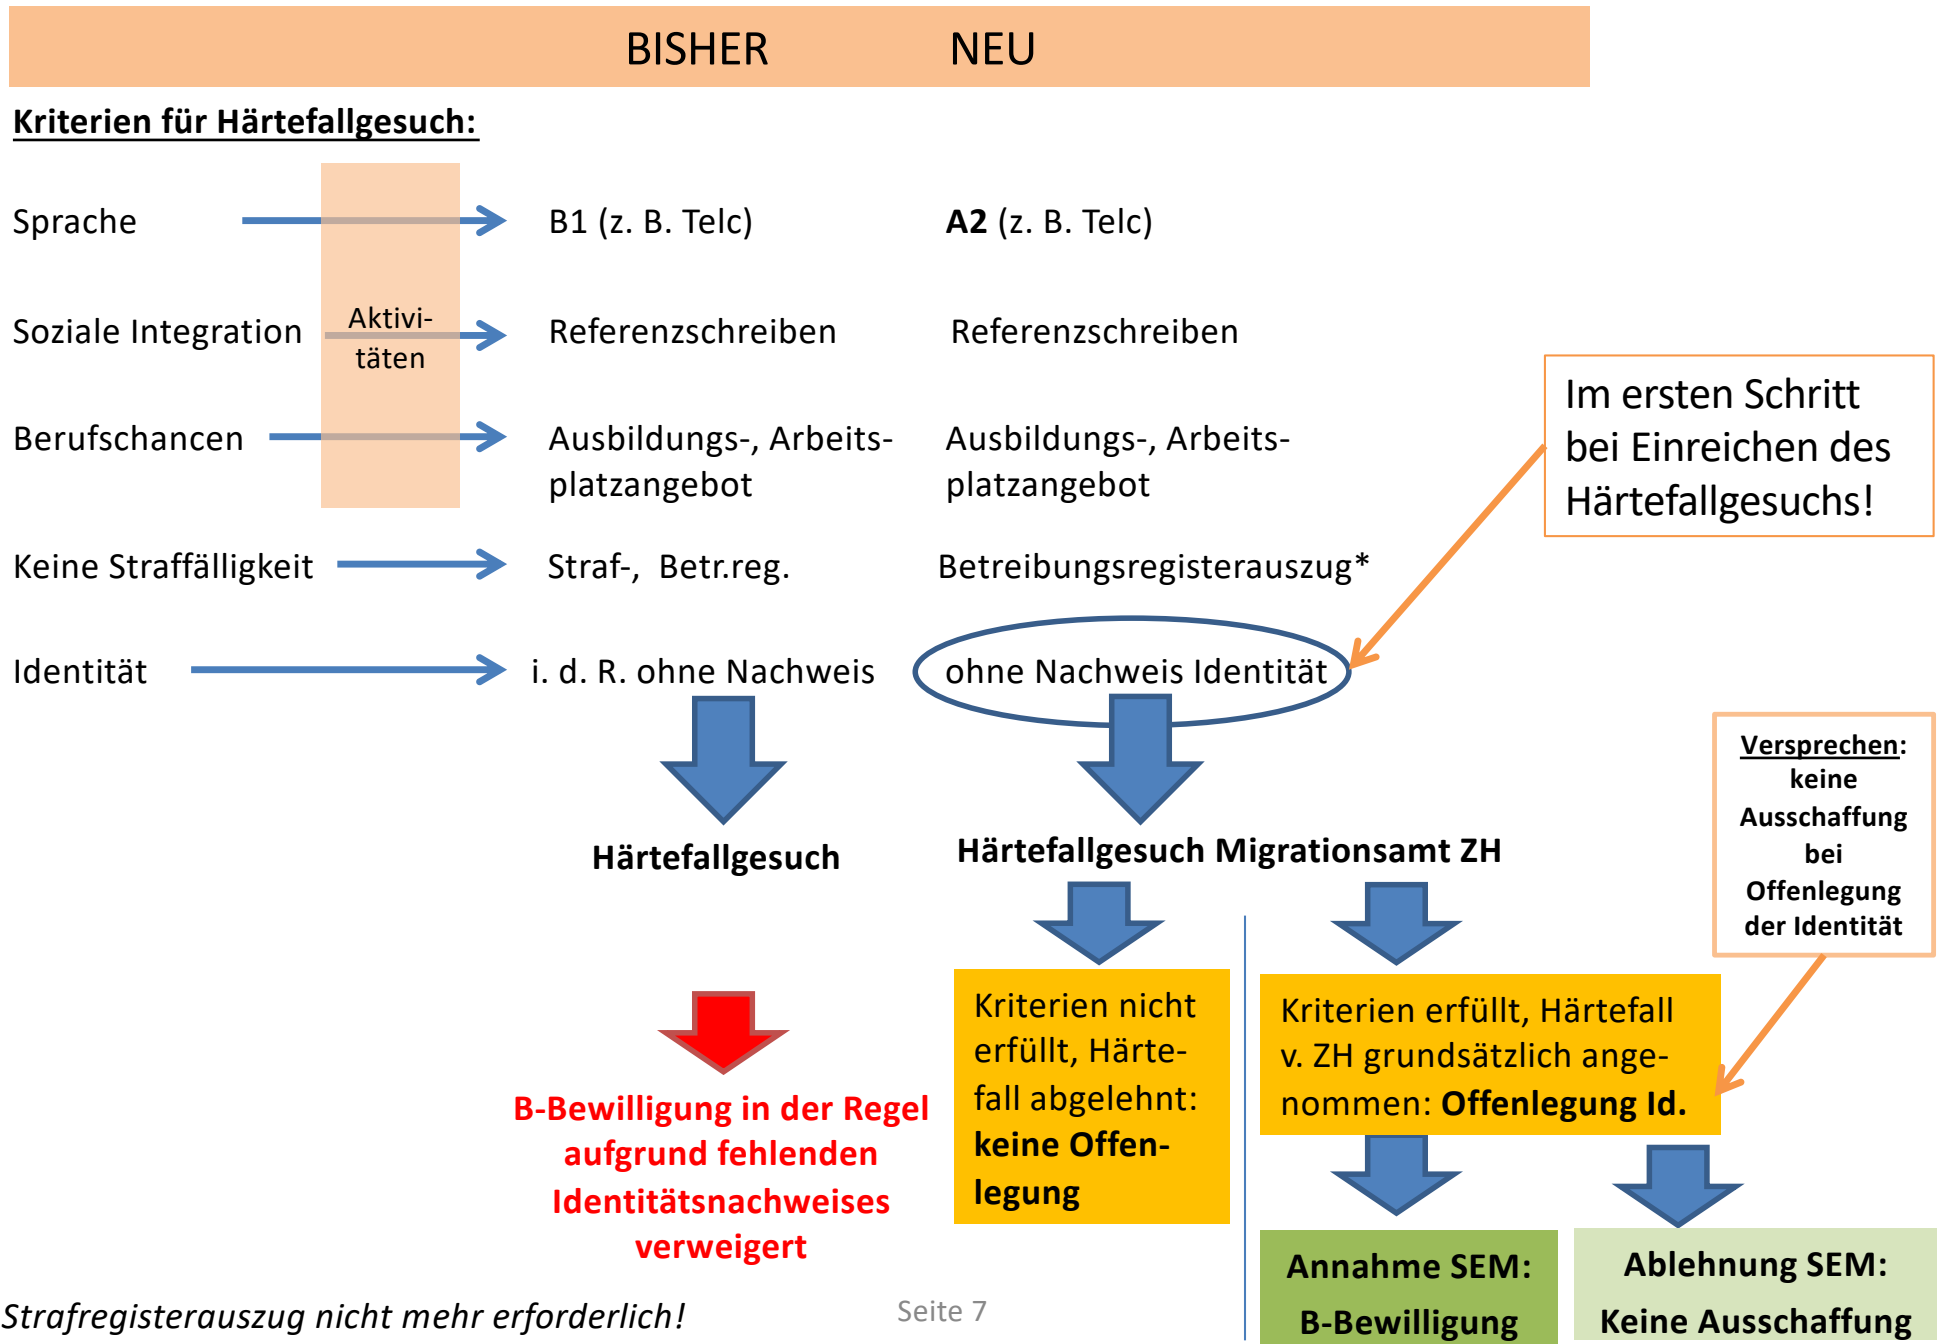 BISHER NEU
Kriterien für Härtefallgesuch:
Sprache
B1 (z. B. Telc)
A2 (z. B. Telc)
Soziale Integration
Aktivi-
täten
Referenzschreiben
Referenzschreiben
Berufschancen
Ausbildungs-, Arbeits-
platzangebot
Ausbildungs-, Arbeits-
platzangebot
Im ersten Schritt
bei Einreichen des
Härtefallgesuchs!
Keine Straffälligkeit
Straf-, Betr.reg.
Betreibungsregisterauszug*
Identität
i. d. R. ohne Nachweis
ohne Nachweis Identität
Versprechen:
keine
Ausschaffung
bei
Offenlegung
der Identität
Härtefallgesuch
Härtefallgesuch Migrationsamt ZH
B-Bewilligung in der Regel
aufgrund fehlenden
Identitätsnachweises
verweigert
Kriterien nicht
erfüllt, Härte-
fall abgelehnt:
keine Offen-
legung
Kriterien erfüllt, Härtefall
v. ZH grundsätzlich ange-
nommen: Offenlegung Id.
Annahme SEM:
B-Bewilligung
Ablehnung SEM:
Keine Ausschaffung
Strafregisterauszug nicht mehr erforderlich!
Seite 7